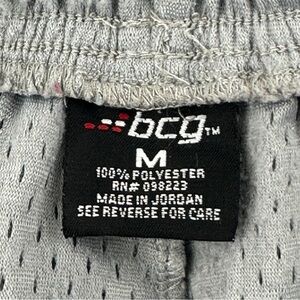 bcg™
M
100% POLYESTER
RN# 098223
MADE IN JORDAN
SEE REVERSE FOR CARE